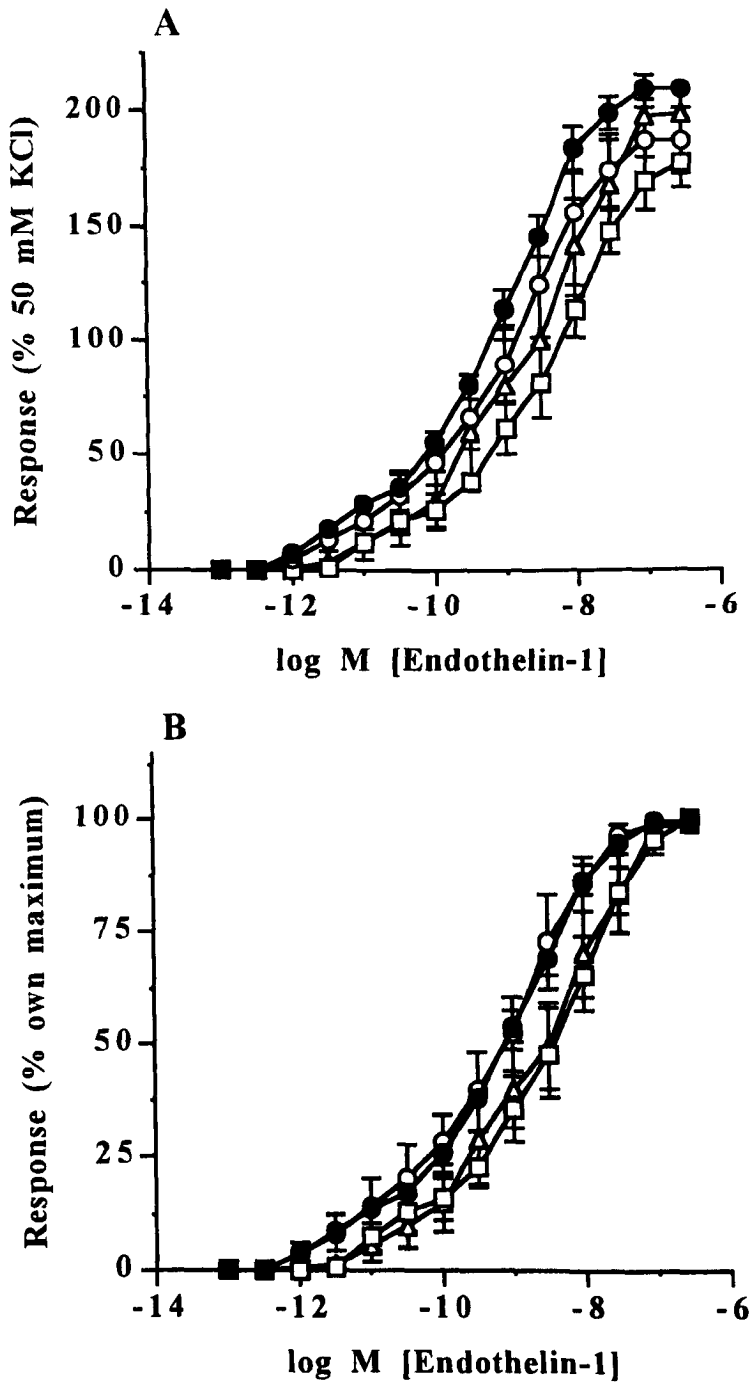 A
Response (% 50 mM KCl)
200
150
100
50
0
-14 -12 -10 -8 -6
log M [Endothelin-1]
B
Response (% own maximum)
100
75
50
25
0
-14 -12 -10 -8 -6
log M [Endothelin-1]